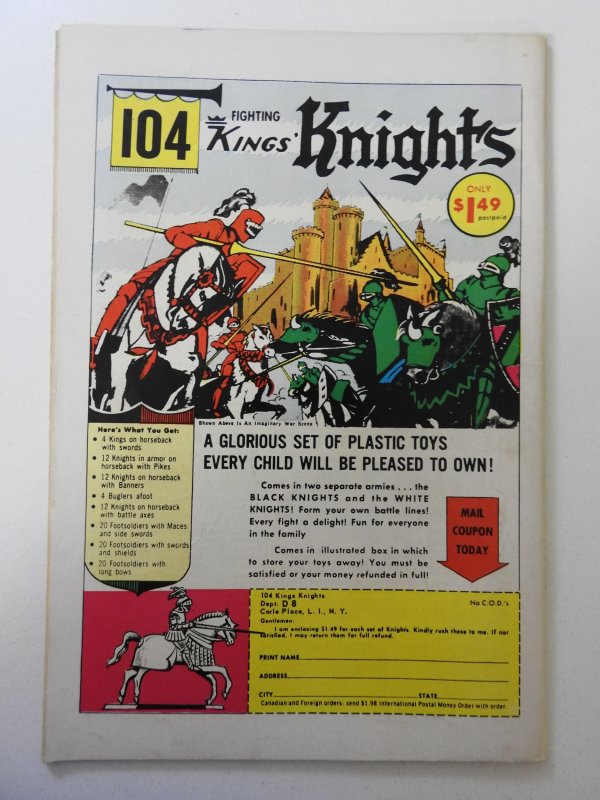 104
FIGHTING
KINGS' Knights
ONLY
$1 49
postpaid
Shown Above Is An Imaginary War Scene
Here's What You Get:
• 4 Kings on horseback
with swords
• 12 Knights in armor on
horseback with Pikes
• 12 Knights on horseback
with Banners
• 4 Buglers afoot
• 12 Knights on horseback
with battle axes
• 20 Footsoldiers with Maces
and side swords
• 20 Footsoldiers with swords
and shields
• 20 Footsoldiers with
long bows
A GLORIOUS SET OF PLASTIC TOYS
EVERY CHILD WILL BE PLEASED TO OWN!
Comes in two separate armies . . . the
BLACK KNIGHTS and the WHITE
KNIGHTS! Form your own battle lines!
Every fight a delight! Fun for everyone
in the family
Comes in illustrated box in which
to store your toys away! You must be
satisfied or your money refunded in full!
MAIL
COUPON
TODAY
104 Kings Knights
Dept. D 8
Carle Place, L. I., N. Y.
No C.O.D.'s
Gentlemen:
I am enclosing $1.49 for each set of Knights. Kindly rush these to me. If not
satisfied, I may return them for full refund.
PRINT NAME
ADDRESS
CITY STATE
Canadian and Foreign orders: send $1.98 International Postal Money Order with order.